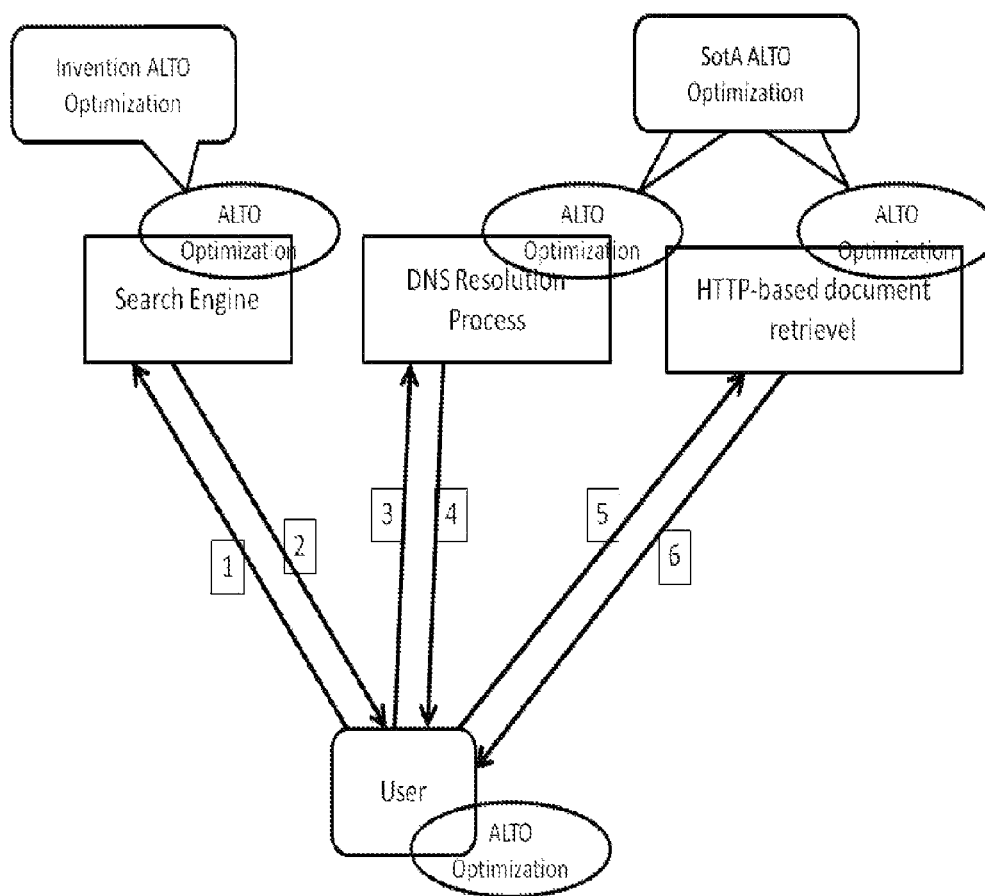 Invention ALTO
Optimization
SotA ALTO
Optimization
ALTO
Optimization
ALTO
Optimization
ALTO
Optimization
Search Engine
DNS Resolution
Process
HTTP-based document
retrievel
1
2
3
4
5
6
User
ALTO
Optimization